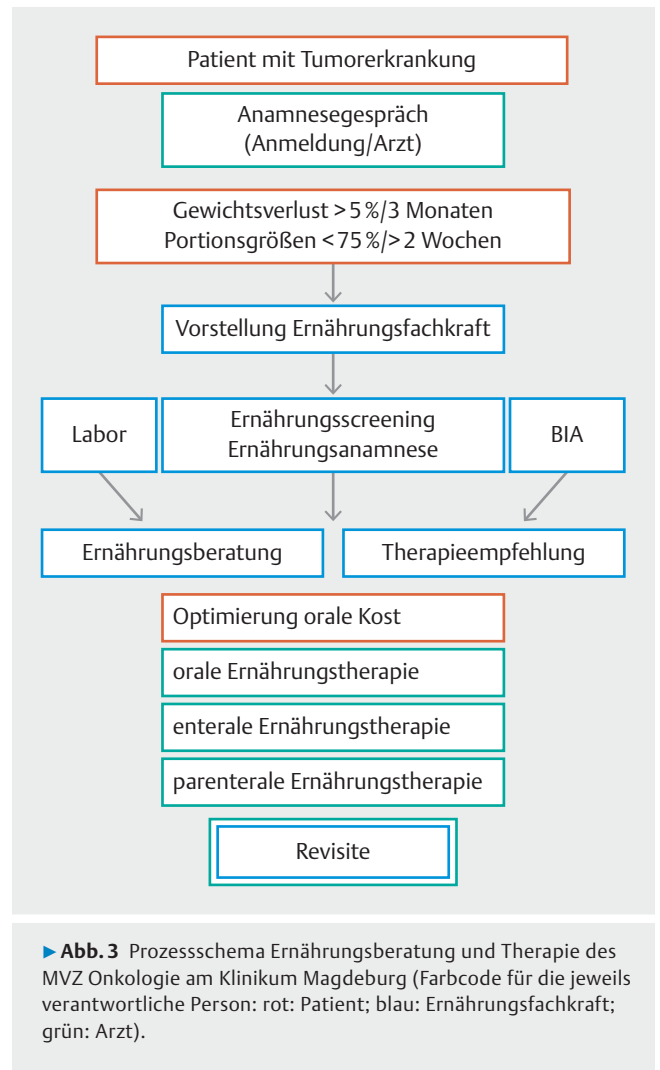 Patient mit Tumorerkrankung
Anamnesegespräch
(Anmeldung/Arzt)
Gewichtsverlust >5%/3 Monaten
Portionsgrößen <75%/>2 Wochen
Vorstellung Ernährungsfachkraft
Labor
Ernährungsscreening
Ernährungsanamnese
BIA
Ernährungsberatung
Therapieempfehlung
Optimierung orale Kost
orale Ernährungstherapie
enterale Ernährungstherapie
parenterale Ernährungstherapie
Revisite
▶ Abb. 3 Prozessschema Ernährungsberatung und Therapie des
MVZ Onkologie am Klinikum Magdeburg (Farbcode für die jeweils
verantwortliche Person: rot: Patient; blau: Ernährungsfachkraft;
grün: Arzt).